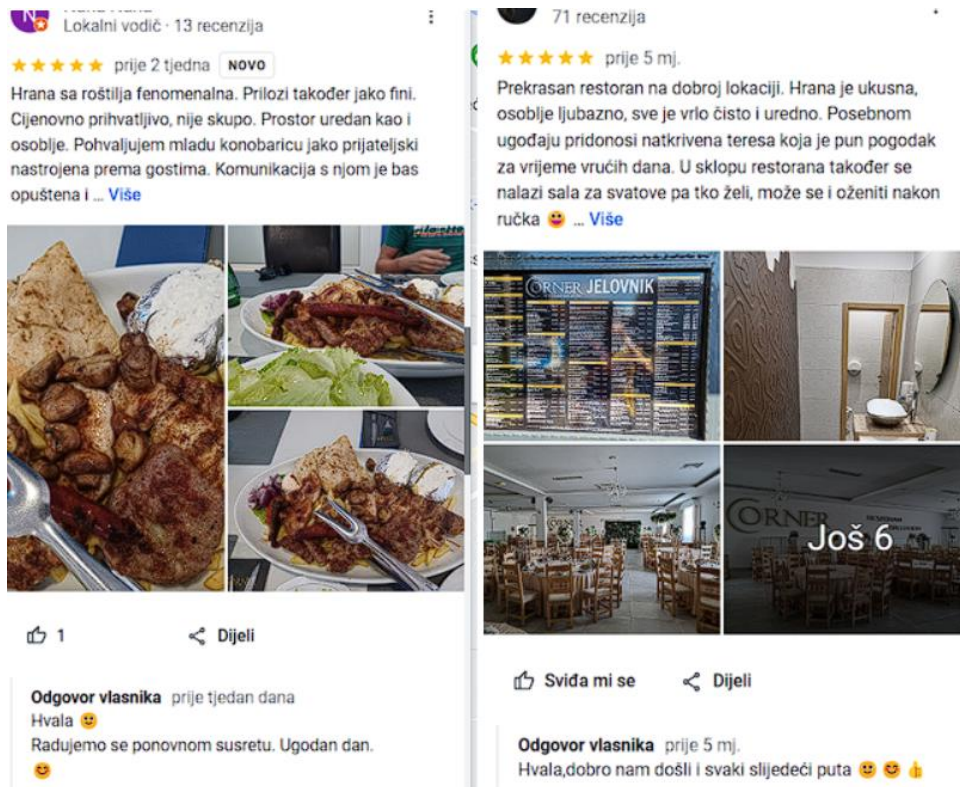 Lokalni vodič · 13 recenzija
prije 2 tjedna NOVO
Hrana sa roštilja fenomenalna. Prilozi također jako fini.
Cijenovno prihvatljivo, nije skupo. Prostor uredan kao i
osoblje. Pohvaljujem mladu konobaricu jako prijateljski
nastrojena prema gostima. Komunikacija s njom je bas
opuštena i ... Više
1
Dijeli
Odgovor vlasnika prije tjedan dana
Hvala 🙂
Radujemo se ponovnom susretu. Ugodan dan.
😊
71 recenzija
prije 5 mj.
Prekrasan restoran na dobroj lokaciji. Hrana je ukusna,
osoblje ljubazno, sve je vrlo čisto i uredno. Posebnom
ugođaju pridonosi natkrivena terasa koja je pun pogodak
za vrijeme vrućih dana. U sklopu restorana također se
nalazi sala za svatove pa tko želi, može se i oženiti nakon
ručka 😀 ... Više
CORNER JELOVNIK
CORNER
Još 6
Sviđa mi se
Dijeli
Odgovor vlasnika prije 5 mj.
Hvala,dobro nam došli i svaki slijedeći puta 🙂 😊 👍